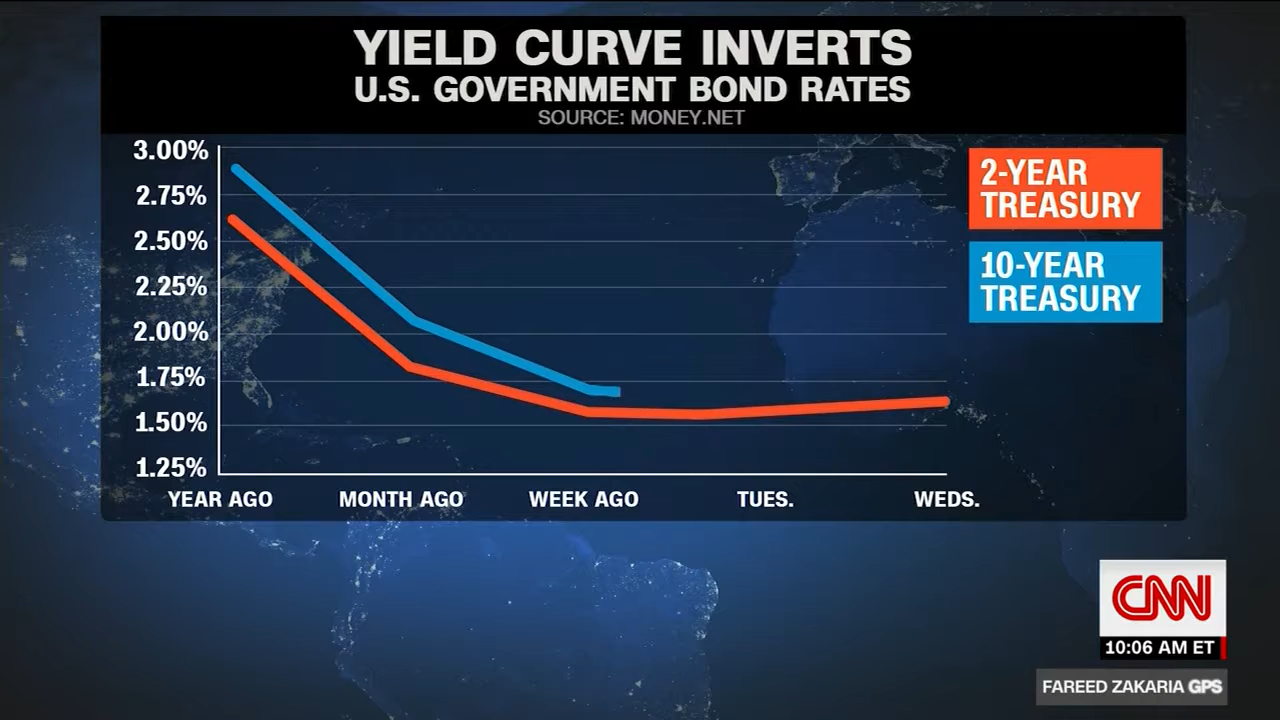 YIELD CURVE INVERTS
U.S. GOVERNMENT BOND RATES
SOURCE: MONEY.NET
3.00%
2.75%
2.50%
2.25%
2.00%
1.75%
1.50%
1.25%
YEAR AGO
MONTH AGO
WEEK AGO
TUES.
WEDS.
2-YEAR
TREASURY
10-YEAR
TREASURY
CNN
10:06 AM ET
FAREED ZAKARIA GPS